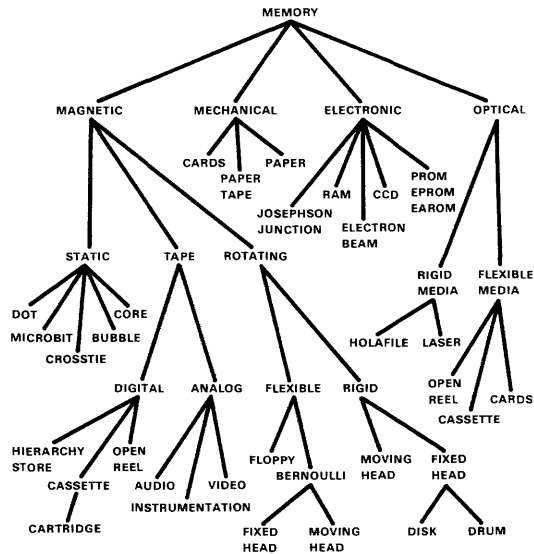 MEMORY
MAGNETIC
MECHANICAL
ELECTRONIC
OPTICAL
CARDS
PAPER
TAPE
PAPER
JOSEPHSON
JUNCTION
RAM
ELECTRON
BEAM
CCD
PROM
EPROM
EAROM
STATIC
TAPE
ROTATING
RIGID
MEDIA
FLEXIBLE
MEDIA
DOT
MICROBIT
CROSSTIE
BUBBLE
CORE
HOLAFILE
LASER
OPEN
REEL
CASSETTE
CARDS
DIGITAL
ANALOG
FLEXIBLE
RIGID
HIERARCHY
STORE
CASSETTE
OPEN
REEL
CARTRIDGE
AUDIO
INSTRUMENTATION
VIDEO
FLOPPY
BERNOULLI
MOVING
HEAD
FIXED
HEAD
FIXED
HEAD
MOVING
HEAD
DISK
DRUM